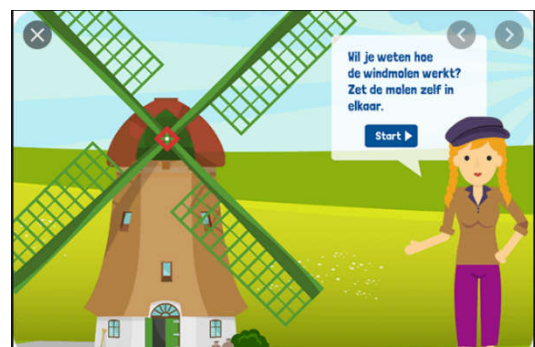 Wil je weten hoe
de windmolen werkt?
Zet de molen zelf in
elkaar.
Start